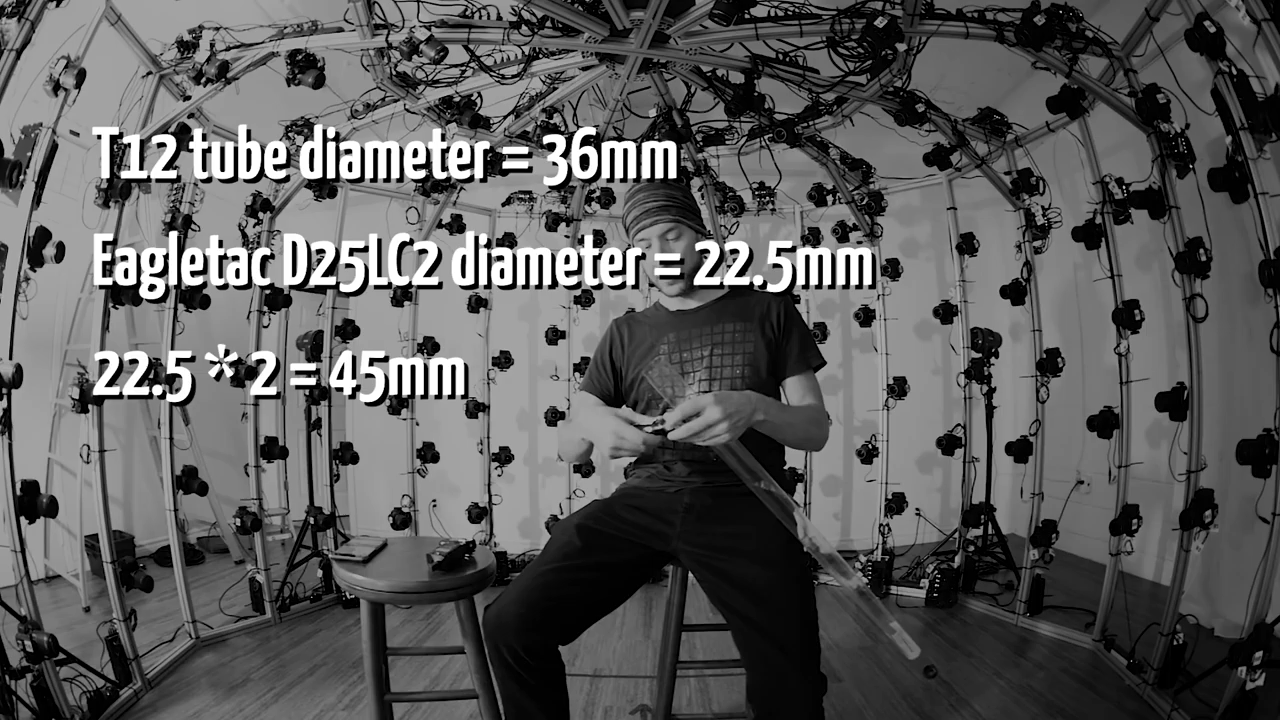 T12 tube diameter = 36mm
Eagletac D25LC2 diameter = 22.5mm
22.5 * 2 = 45mm